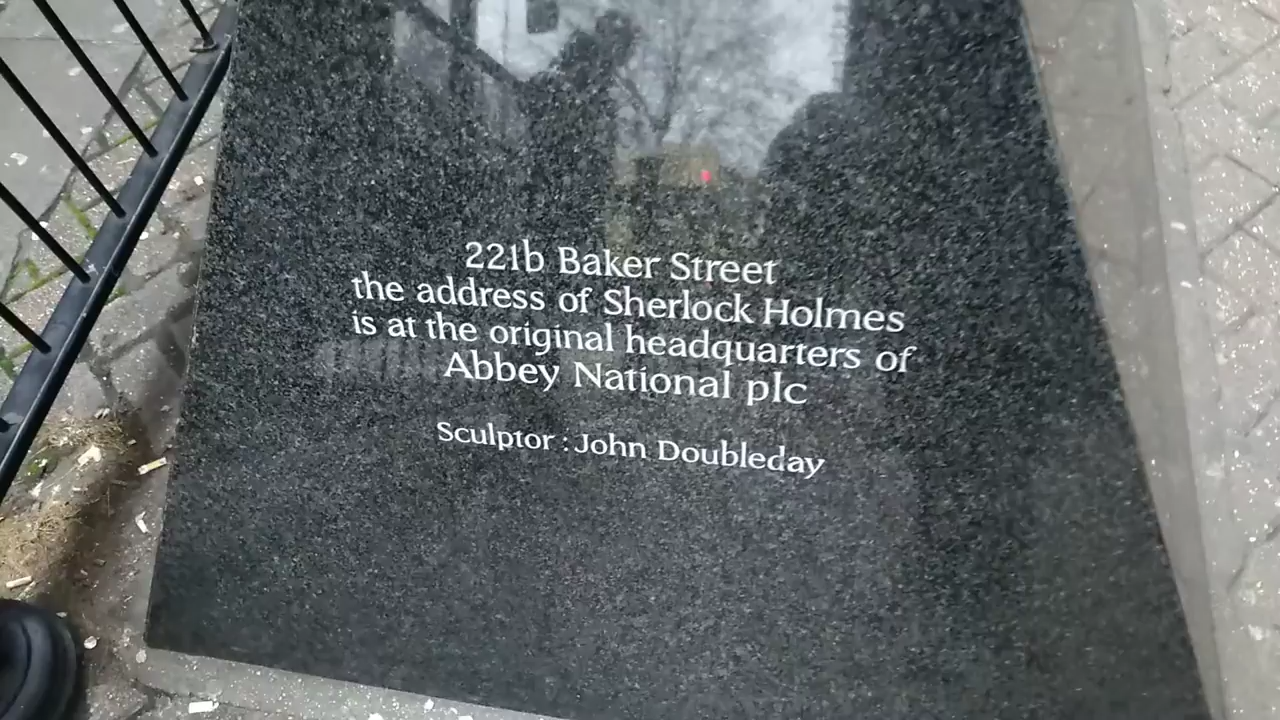 221b Baker Street
the address of Sherlock Holmes
is at the original headquarters of
Abbey National plc
Sculptor : John Doubleday